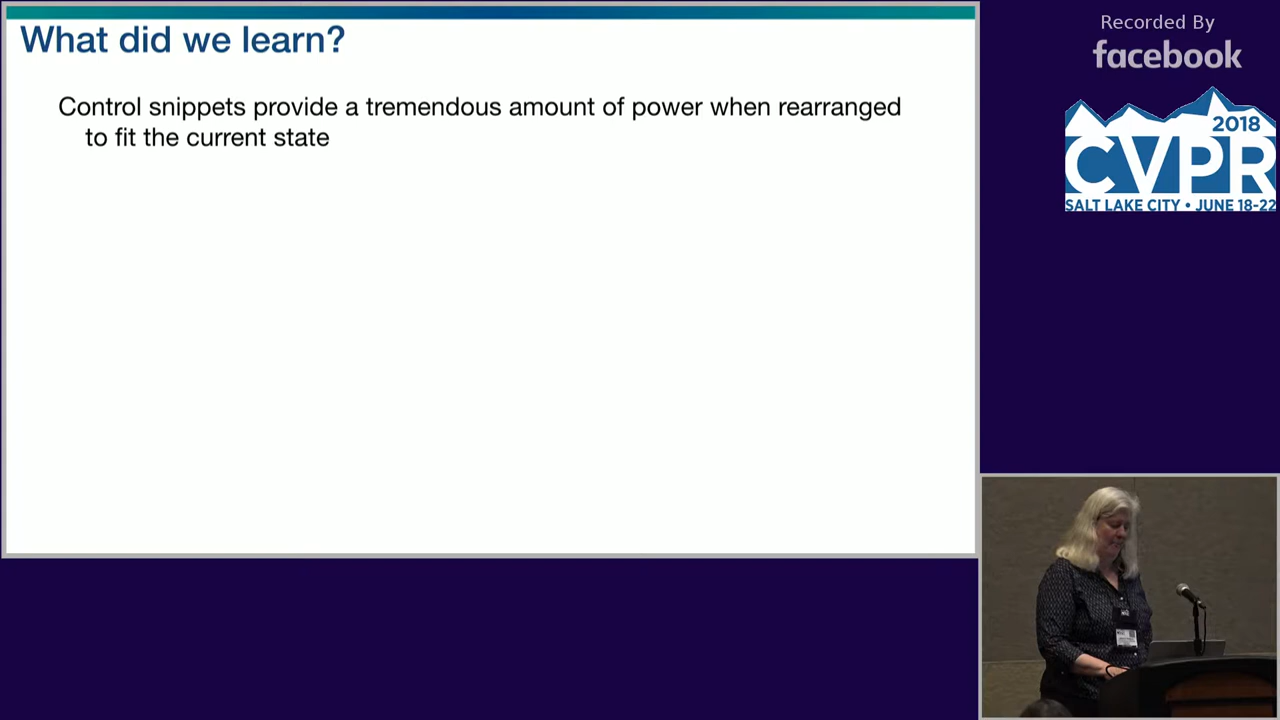 What did we learn?
Control snippets provide a tremendous amount of power when rearranged
to fit the current state
Recorded By
facebook
2018
CVPR
SALT LAKE CITY • JUNE 18-22